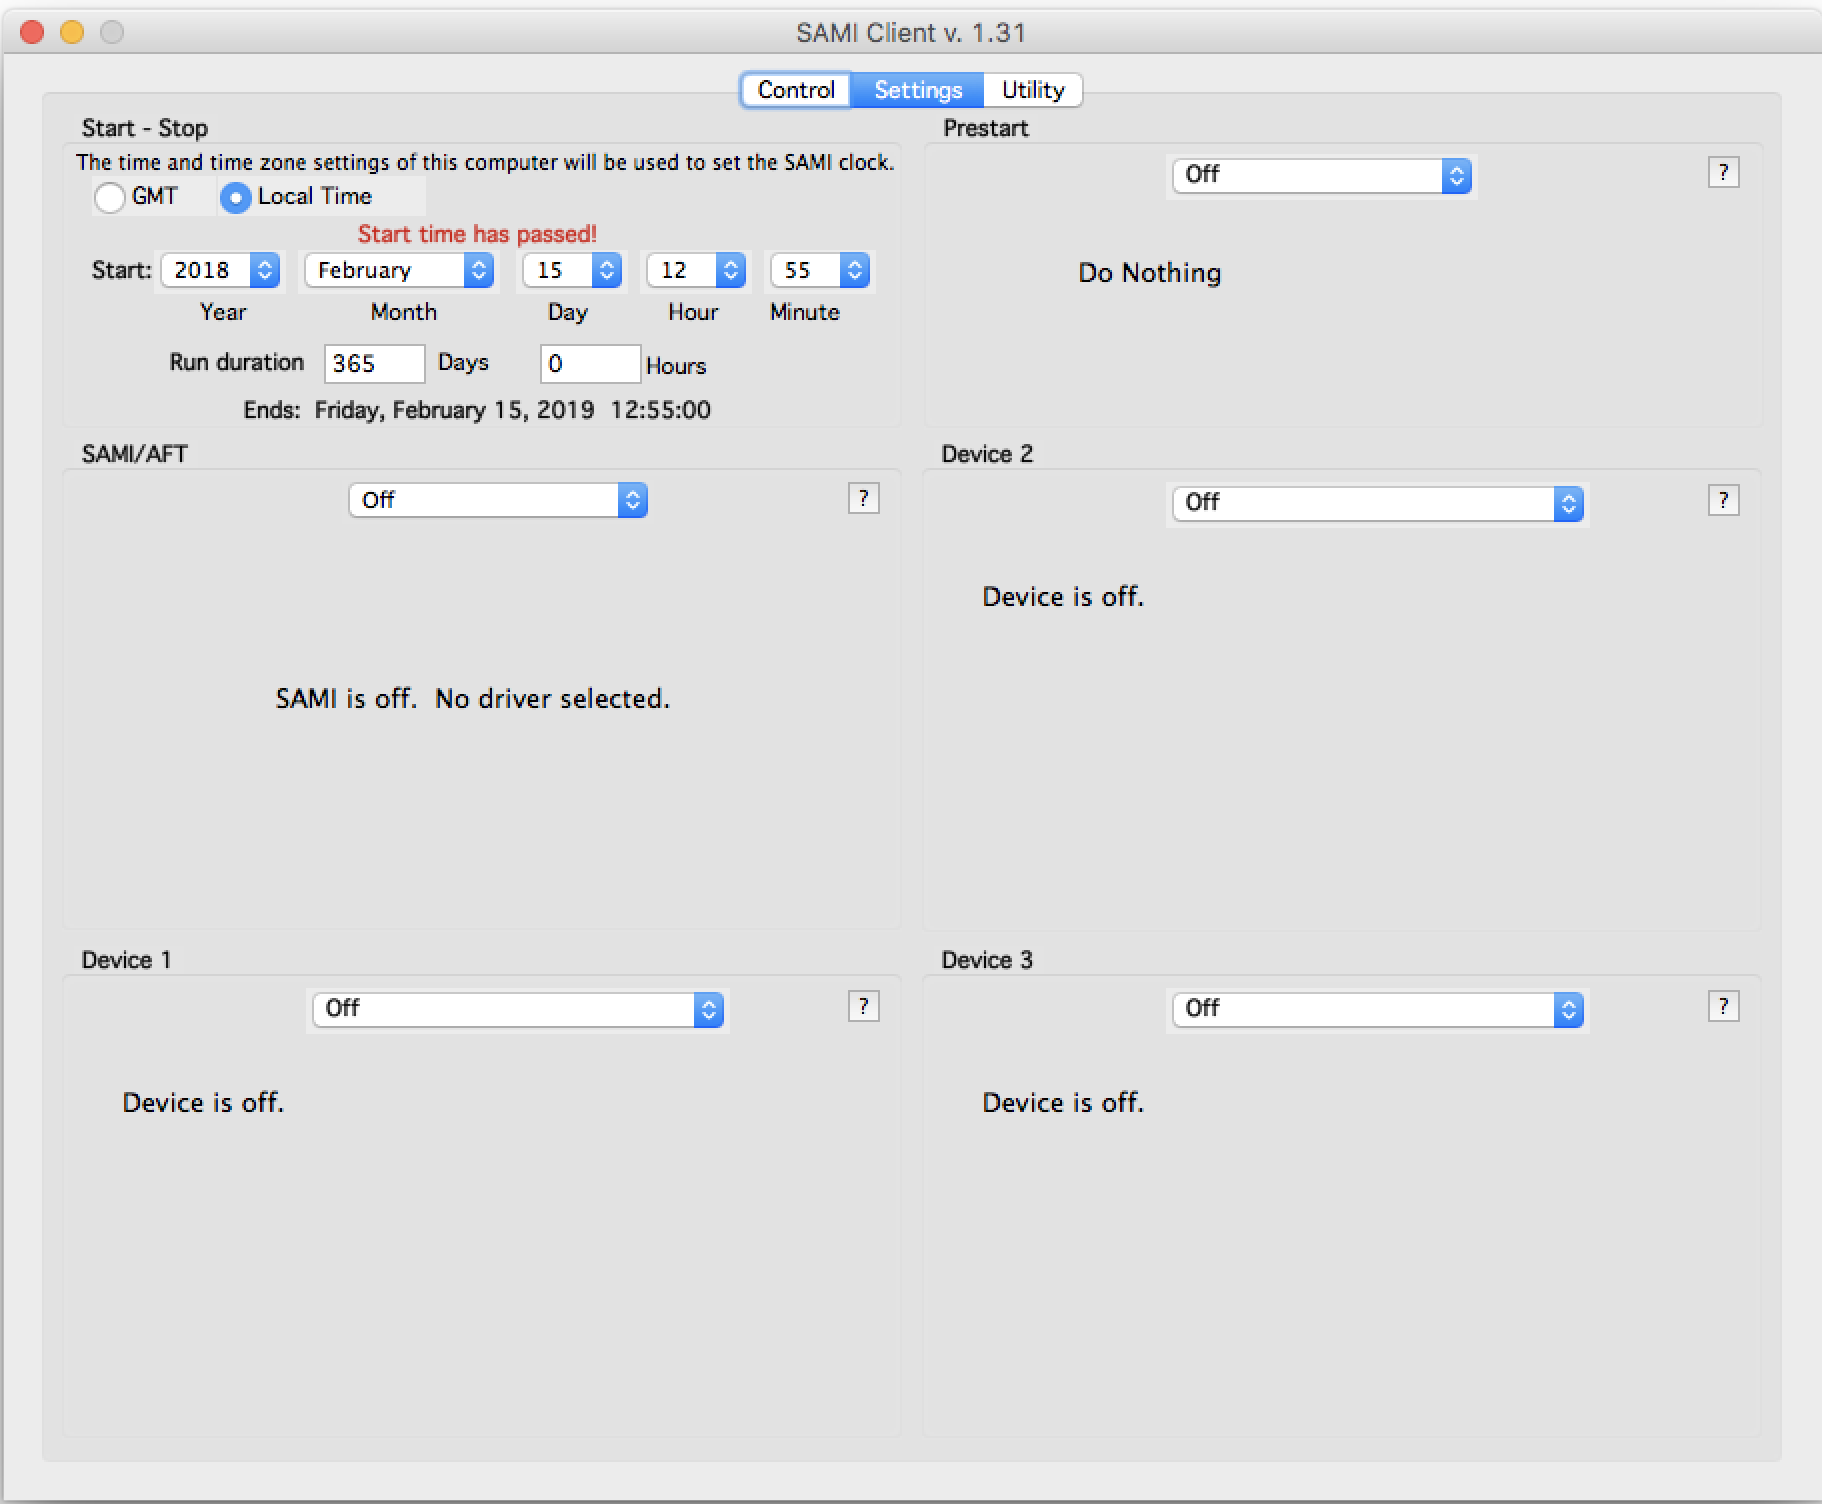 SAMI Client v. 1.31
Control Settings Utility
Start - Stop
The time and time zone settings of this computer will be used to set the SAMI clock.
GMT Local Time
Start time has passed!
Start: 2018 February 15 12 55
Year Month Day Hour Minute
Run duration 365 Days 0 Hours
Ends: Friday, February 15, 2019 12:55:00
Prestart
Off ?
Do Nothing
SAMI/AFT
Off ?
SAMI is off. No driver selected.
Device 2
Off ?
Device is off.
Device 1
Off ?
Device is off.
Device 3
Off ?
Device is off.